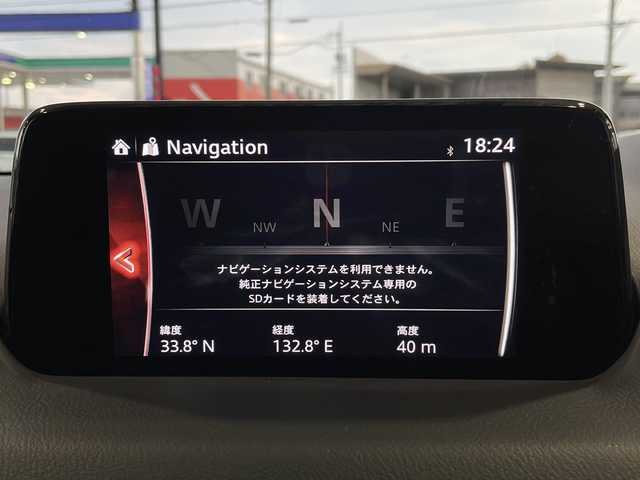 Navigation 18:24
W NW N NE E
ナビゲーションシステムを利用できません。
純正ナビゲーションシステム専用の
SDカードを装着してください。
緯度 経度 高度
33.8° N 132.8° E 40 m